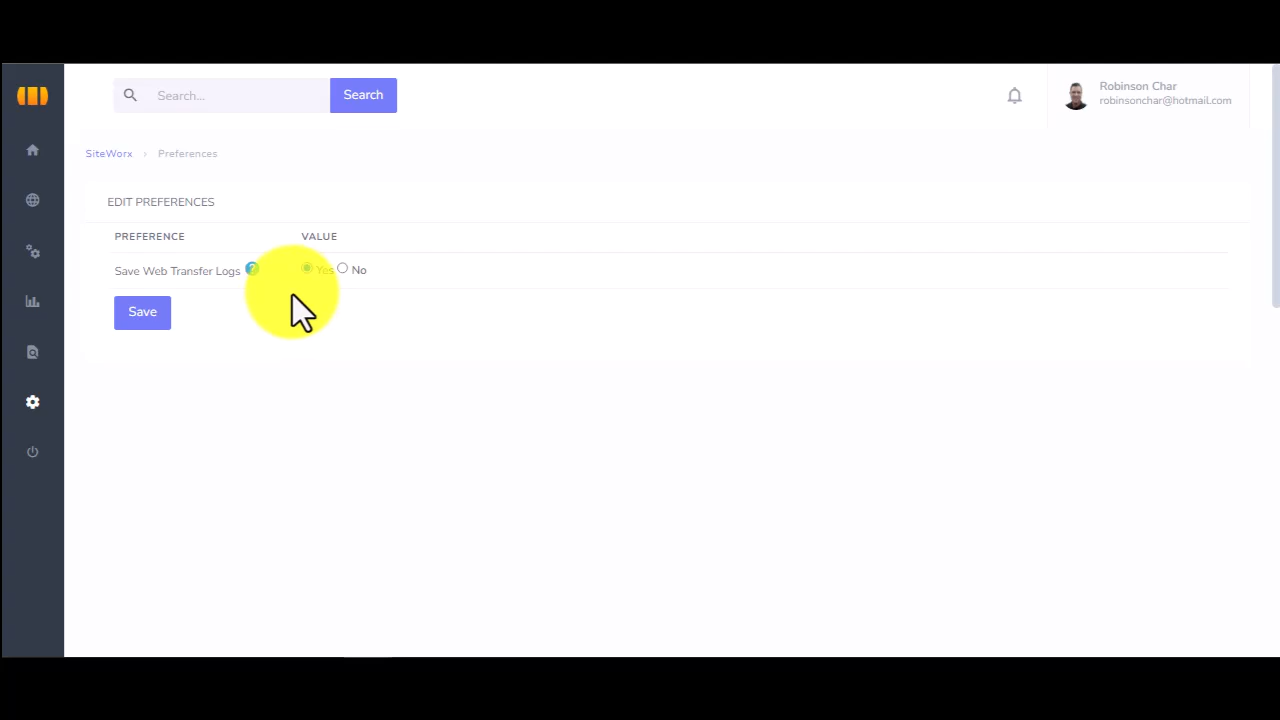 Search...
Search
Robinson Char
robinsonchar@hotmail.com
SiteWorx › Preferences
EDIT PREFERENCES
PREFERENCE VALUE
Save Web Transfer Logs ? Yes No
Save